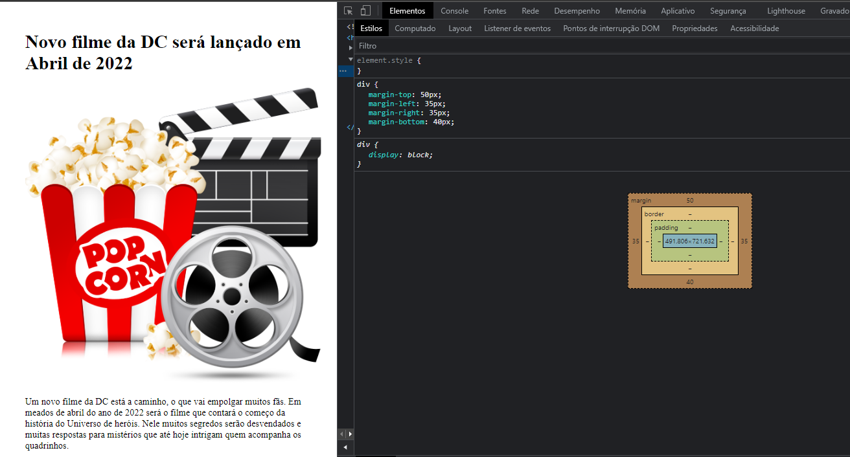 Elementos Console Fontes Rede Desempenho Memória Aplicativo Segurança Lighthouse Gravado
Estilos Computado Layout Listener de eventos Pontos de interrupção DOM Propriedades Acessibilidade
Filtro
Novo filme da DC será lançado em
Abril de 2022
POP
CORN
Um novo filme da DC está a caminho, o que vai empolgar muitos fãs. Em
meados de abril do ano de 2022 será o filme que contará o começo da
história do Universo de heróis. Nele muitos segredos serão desvendados e
muitas respostas para mistérios que até hoje intrigam quem acompanha os
quadrinhos.
<!
<h
</
element.style {
}
div {
margin-top: 50px;
margin-left: 35px;
margin-right: 35px;
margin-bottom: 40px;
}
div {
display: block;
}
margin 50
border –
padding –
35 – – 491.806×721.632 – – 35
–
–
40